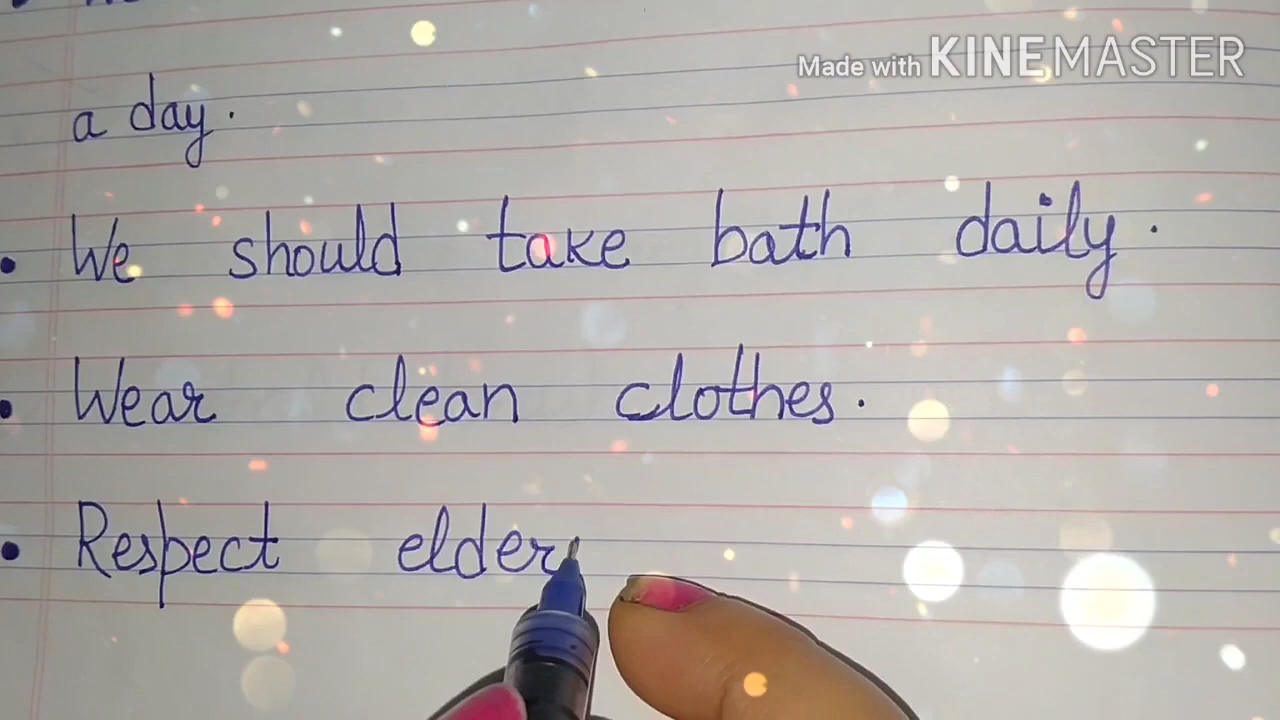 Made with KINEMASTER
a day.
• We should take bath daily.
• Wear clean clothes.
• Respect elder